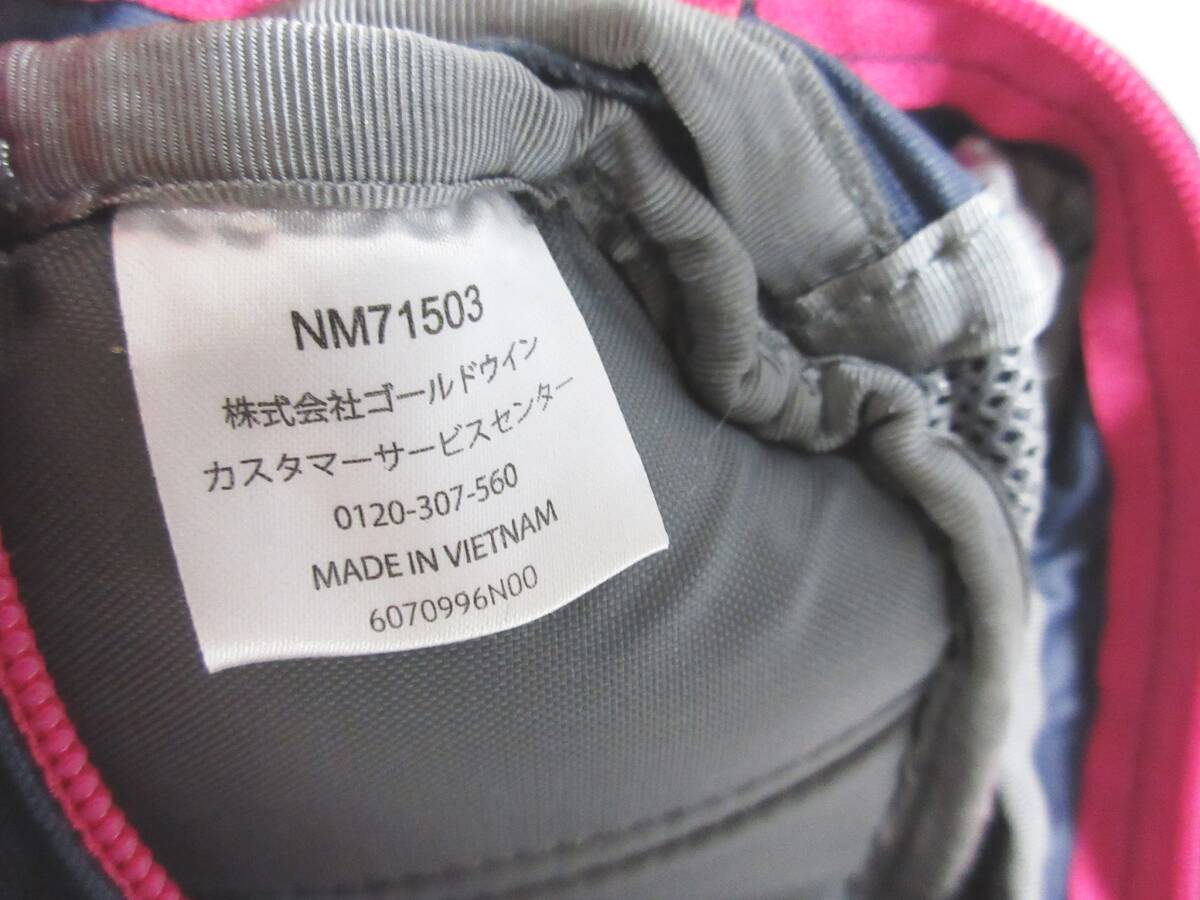 NM71503
株式会社ゴールドウイン
カスタマーサービスセンター
0120-307-560
MADE IN VIETNAM
6070996N00